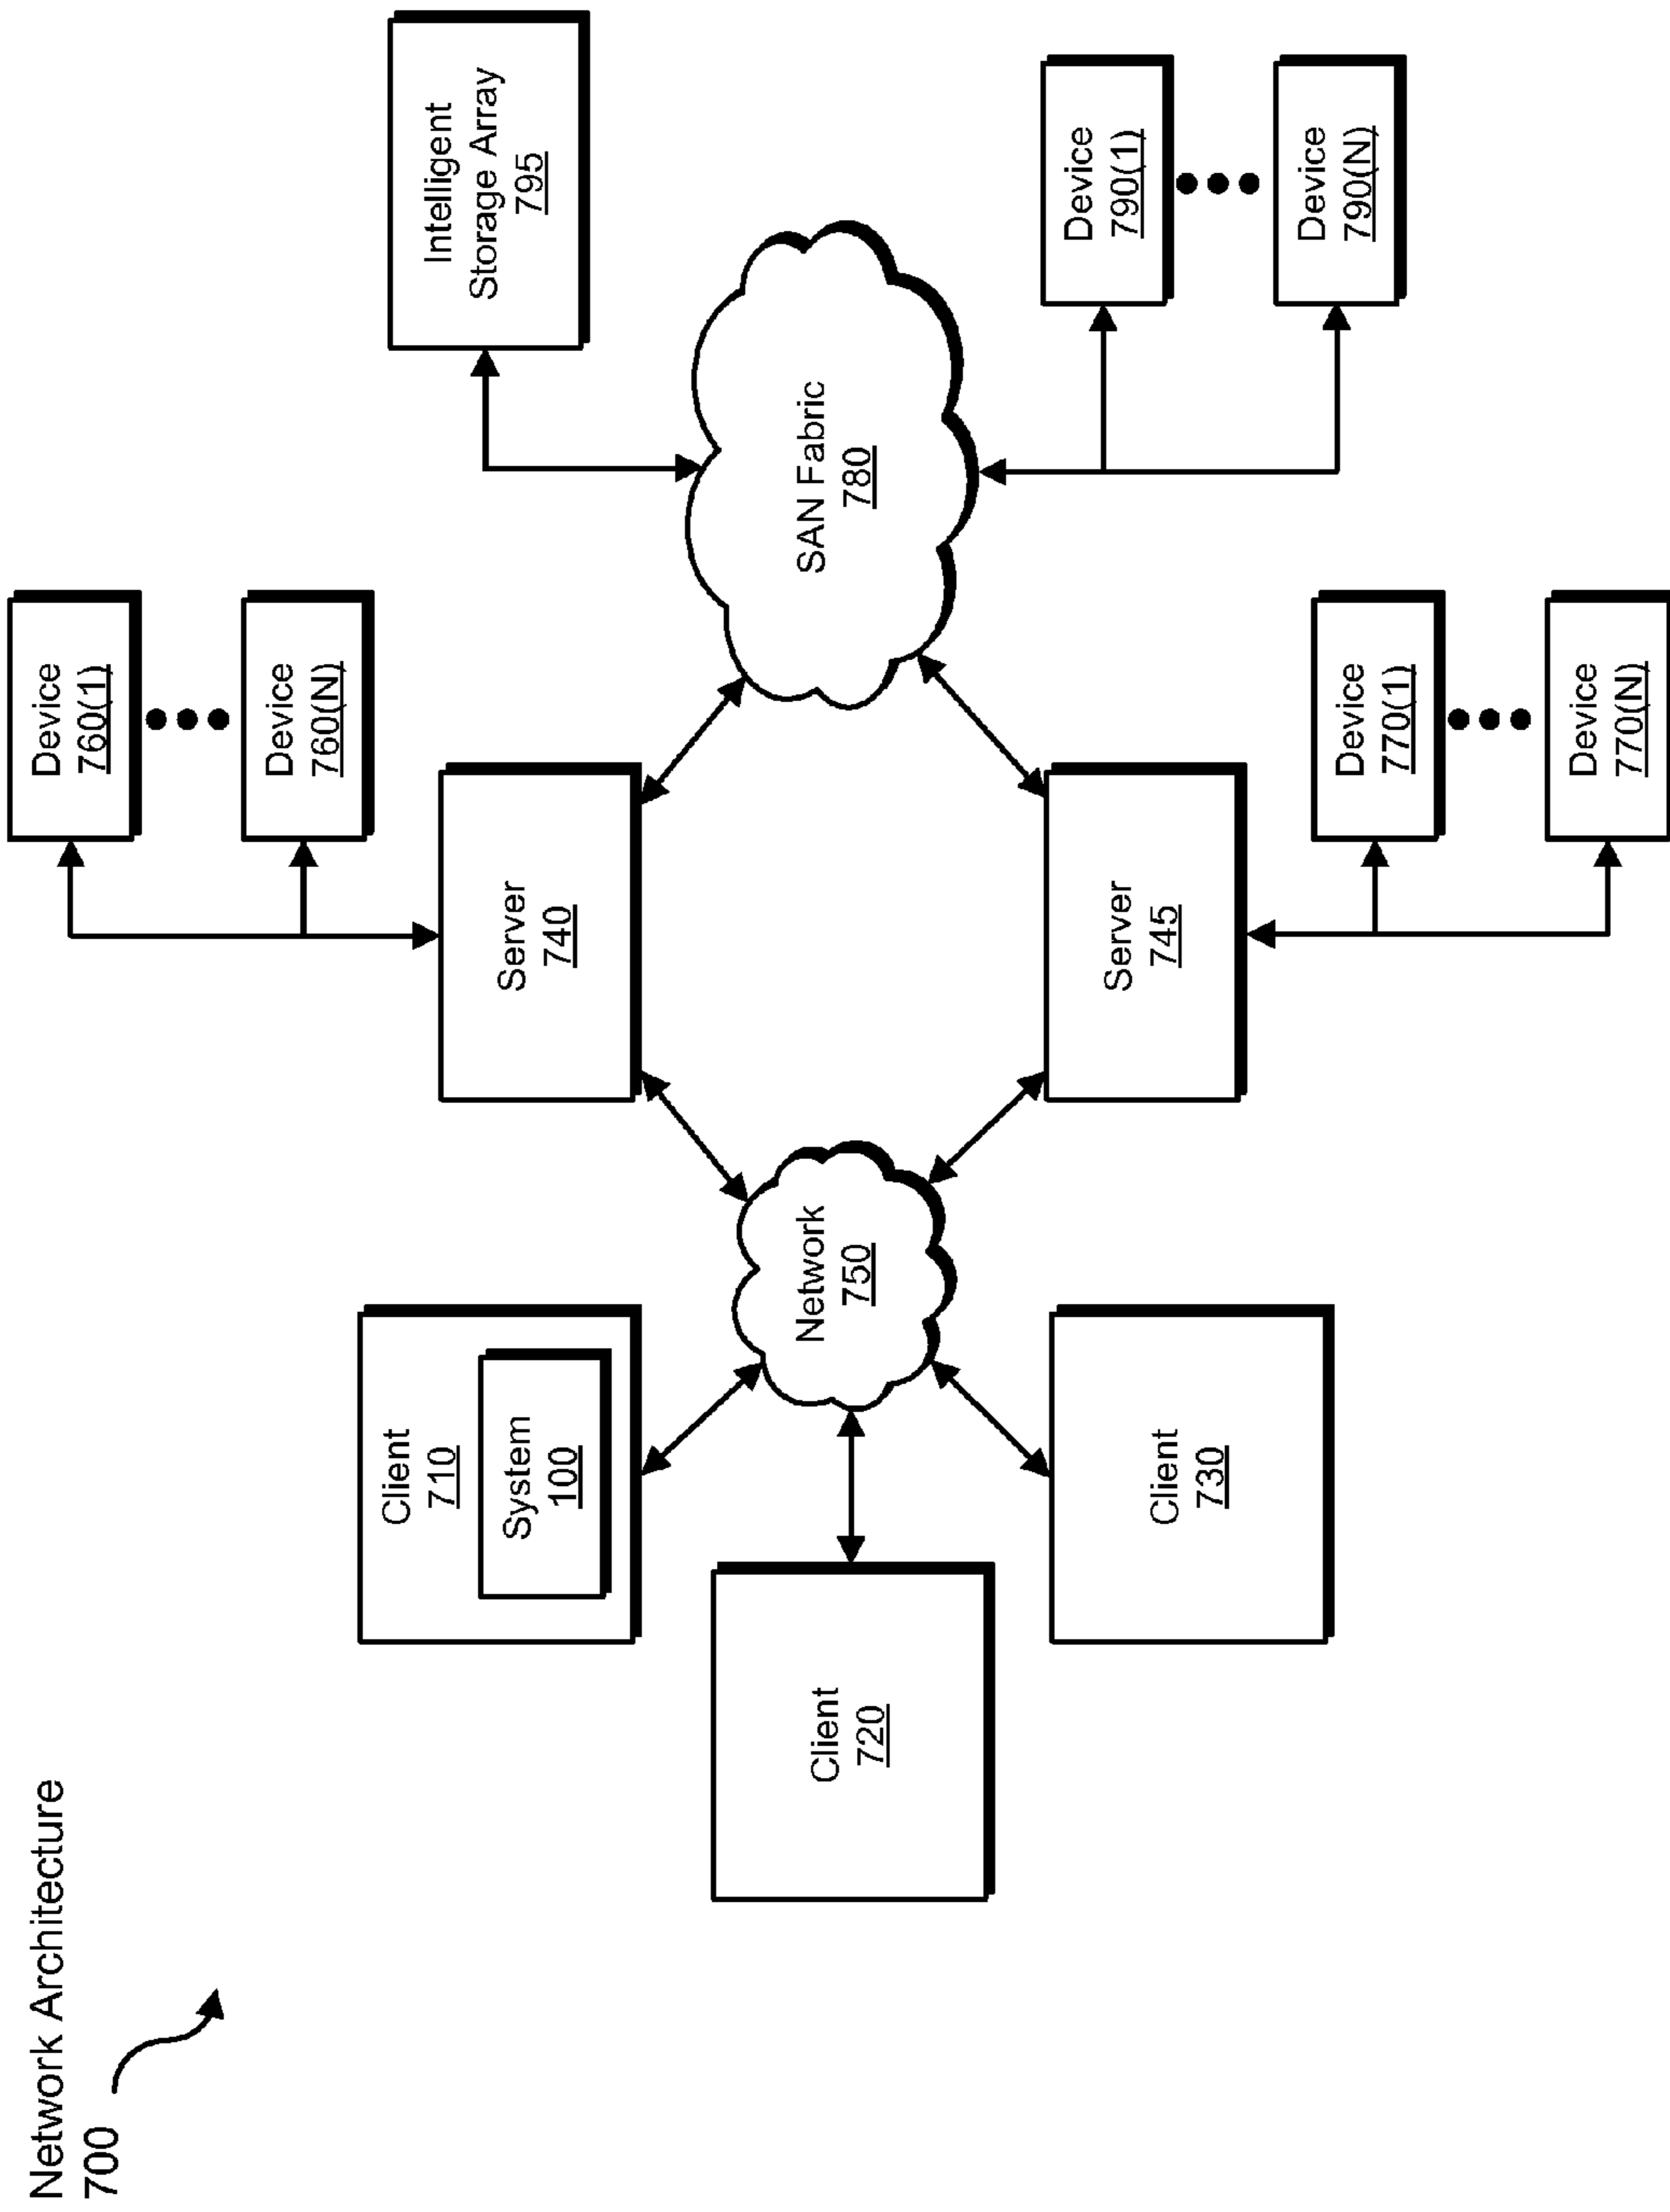 Network Architecture
700
Client
710
System
100
Client
720
Client
730
Network
750
Server
740
Server
745
Device
760(1)
Device
760(N)
Device
770(1)
Device
770(N)
SAN Fabric
780
Intelligent
Storage Array
795
Device
790(1)
Device
790(N)